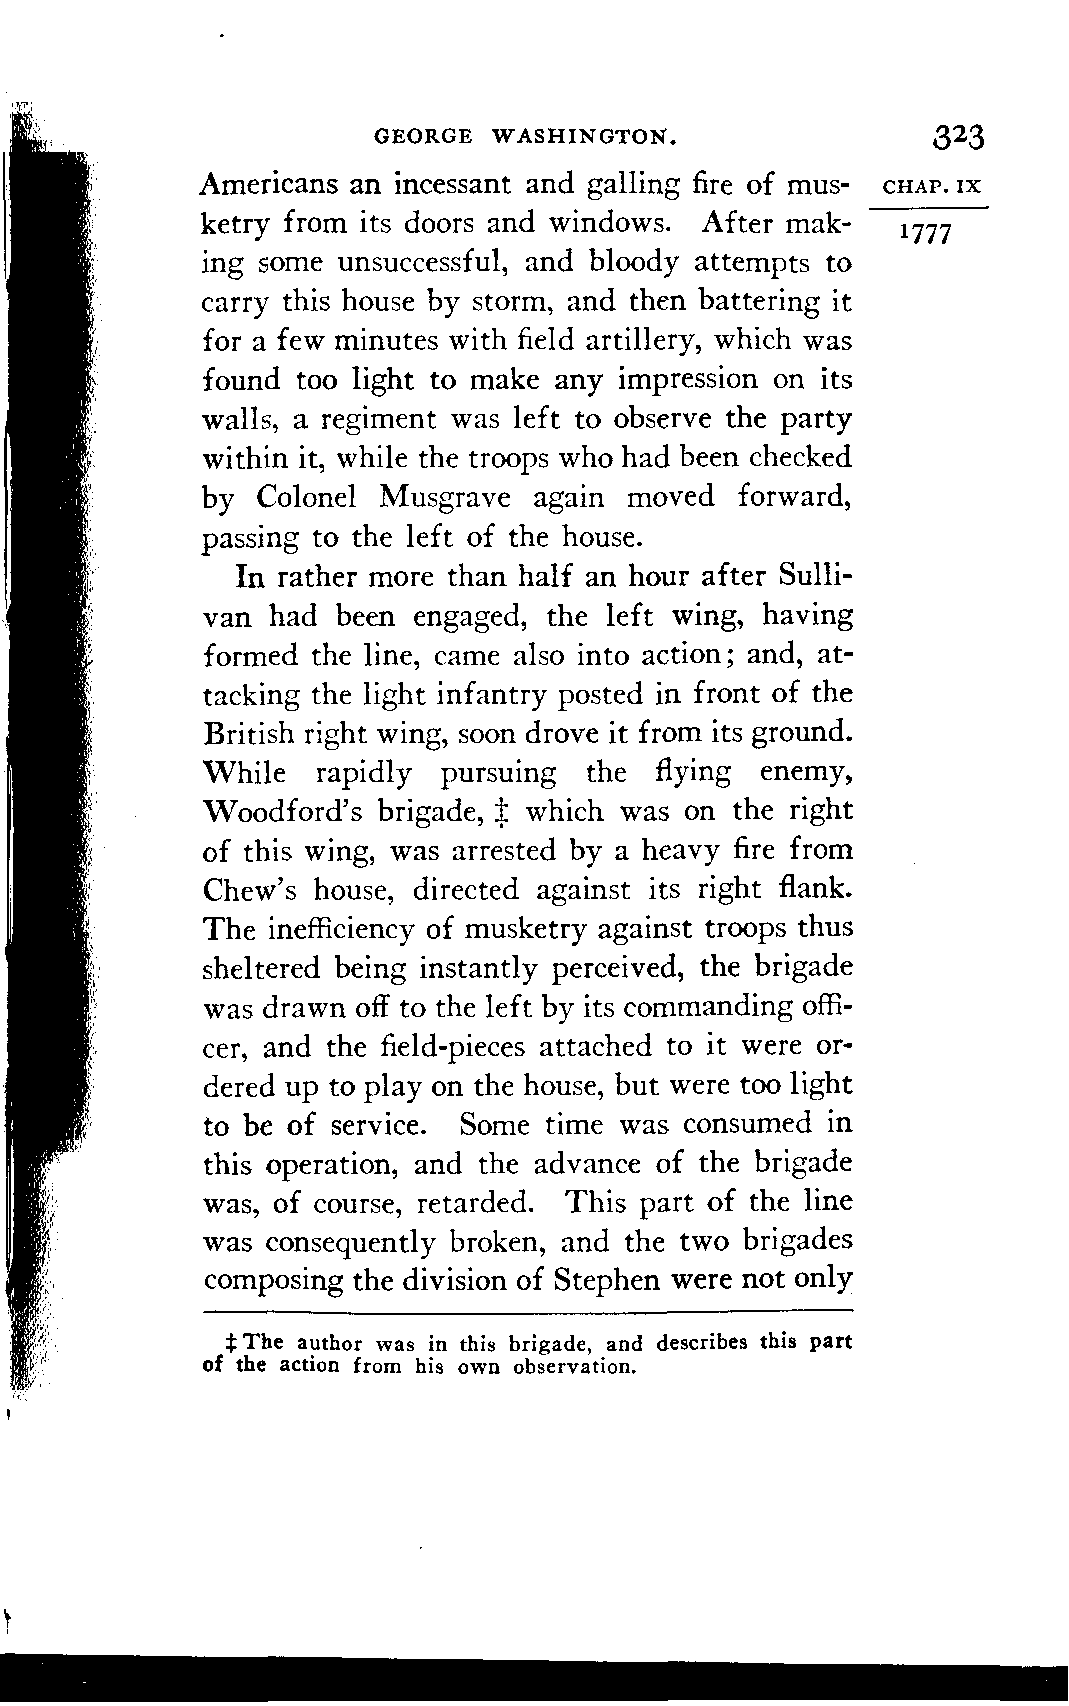 GEORGE WASHINGTON. 323
Americans an incessant and galling fire of mus-
CHAP. IX
ketry from its doors and windows. After mak-
1777
ing some unsuccessful, and bloody attempts to
carry this house by storm, and then battering it
for a few minutes with field artillery, which was
found too light to make any impression on its
walls, a regiment was left to observe the party
within it, while the troops who had been checked
by Colonel Musgrave again moved forward,
passing to the left of the house.
In rather more than half an hour after Sulli-
van had been engaged, the left wing, having
formed the line, came also into action; and, at-
tacking the light infantry posted in front of the
British right wing, soon drove it from its ground.
While rapidly pursuing the flying enemy,
Woodford's brigade, ‡ which was on the right
of this wing, was arrested by a heavy fire from
Chew's house, directed against its right flank.
The inefficiency of musketry against troops thus
sheltered being instantly perceived, the brigade
was drawn off to the left by its commanding offi-
cer, and the field-pieces attached to it were or-
dered up to play on the house, but were too light
to be of service. Some time was consumed in
this operation, and the advance of the brigade
was, of course, retarded. This part of the line
was consequently broken, and the two brigades
composing the division of Stephen were not only
‡ The author was in this brigade, and describes this part
of the action from his own observation.